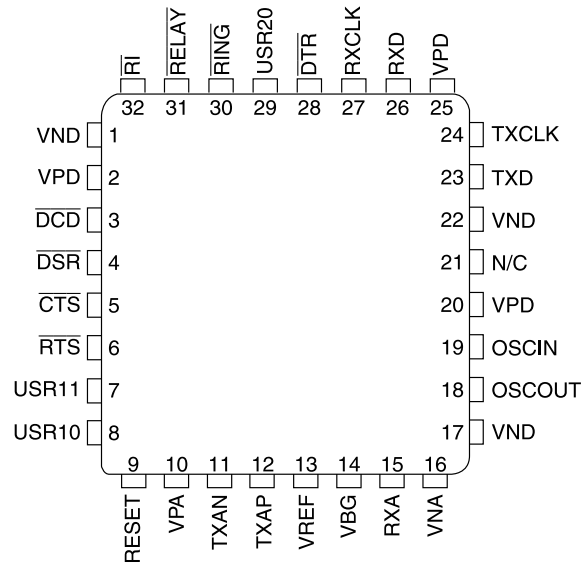 RI RELAY RING USR20 DTR RXCLK RXD VPD
32 31 30 29 28 27 26 25
VND 1 24 TXCLK
VPD 2 23 TXD
DCD 3 22 VND
DSR 4 21 N/C
CTS 5 20 VPD
RTS 6 19 OSCIN
USR11 7 18 OSCOUT
USR10 8 17 VND
9 10 11 12 13 14 15 16
RESET VPA TXAN TXAP VREF VBG RXA VNA